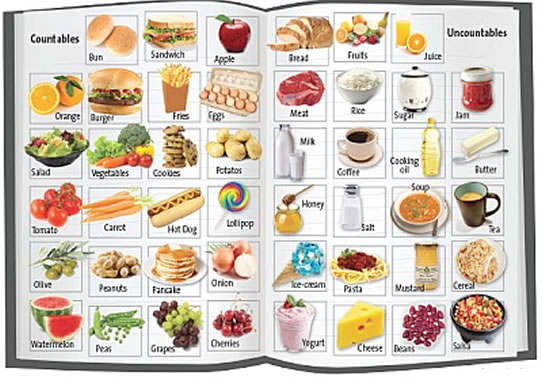 Countables
Bun
Sandwich
Apple
Orange
Burger
Fries
Eggs
Salad
Vegetables
Cookies
Potatos
Tomato
Carrot
Hot Dog
Lollipop
Olive
Peanuts
Pancake
Onion
Watermelon
Peas
Grapes
Cherries
Uncountables
Bread
Fruits
Juice
Meat
Rice
Sugar
Jam
Milk
Coffee
Cooking
oil
Butter
Honey
Salt
Soup
Tea
Ice-cream
Pasta
Mustard
Cereal
Yogurt
Cheese
Beans
Salsa